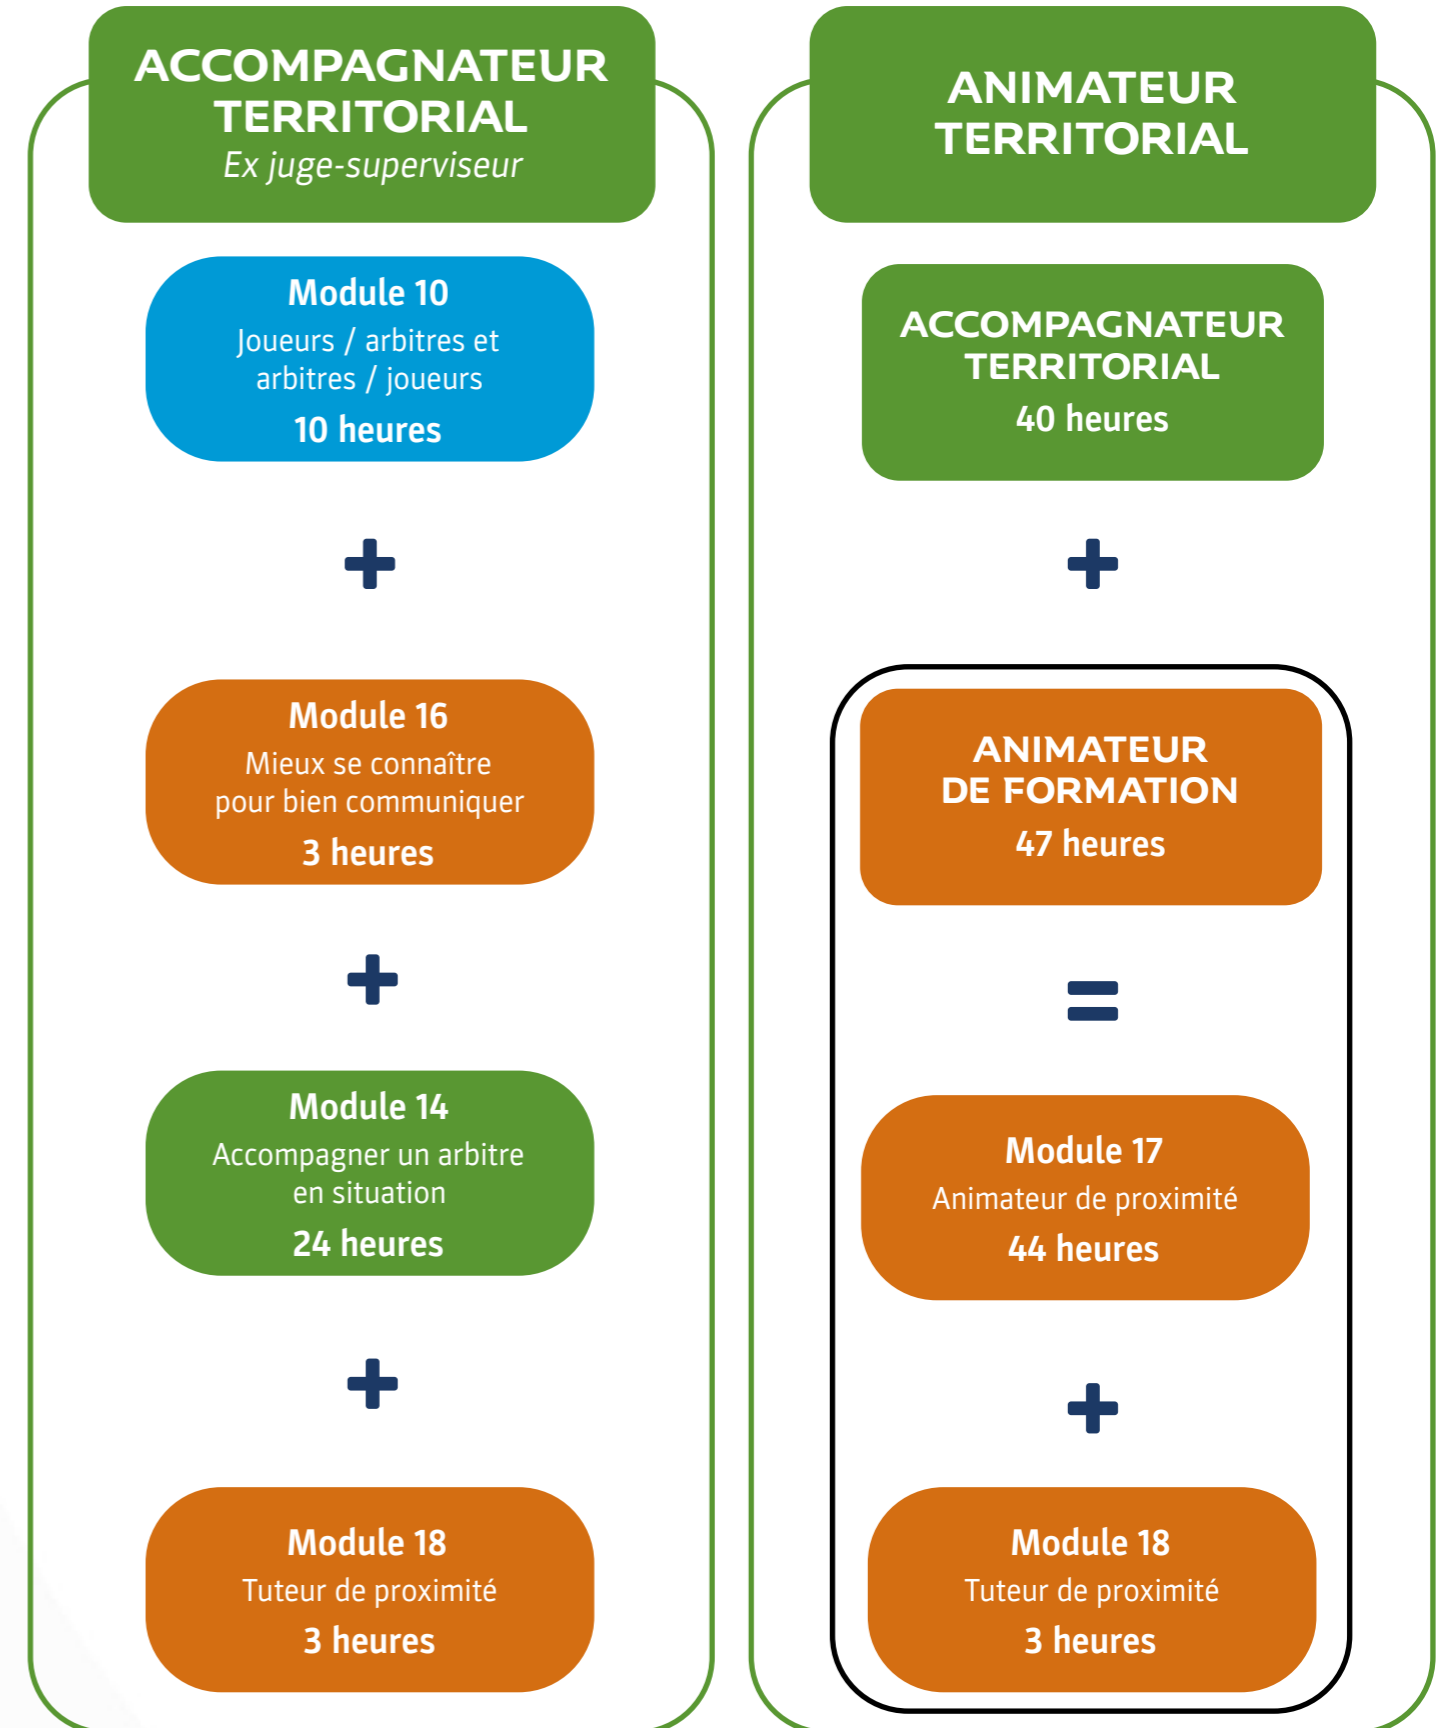 ACCOMPAGNATEUR
TERRITORIAL
Ex juge-superviseur
Module 10
Joueurs / arbitres et
arbitres / joueurs
10 heures
+
Module 16
Mieux se connaître
pour bien communiquer
3 heures
+
Module 14
Accompagner un arbitre
en situation
24 heures
+
Module 18
Tuteur de proximité
3 heures
ANIMATEUR
TERRITORIAL
ACCOMPAGNATEUR
TERRITORIAL
40 heures
+
ANIMATEUR
DE FORMATION
47 heures
=
Module 17
Animateur de proximité
44 heures
+
Module 18
Tuteur de proximité
3 heures